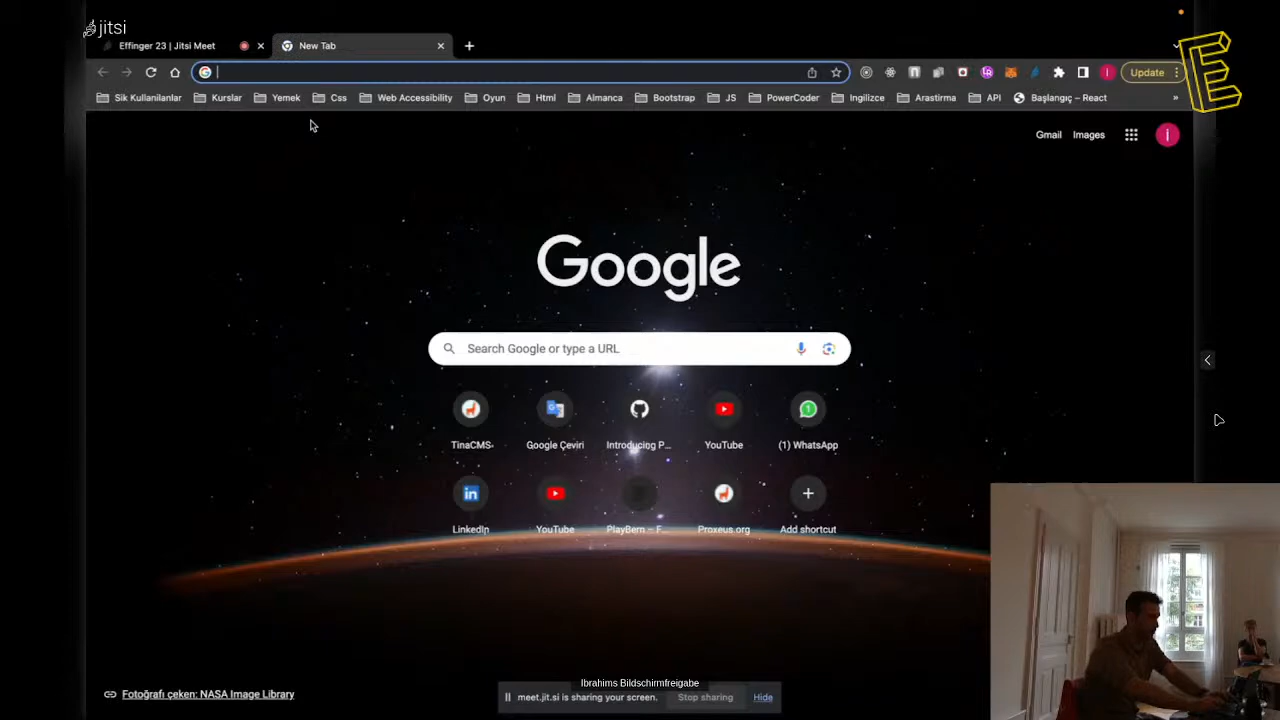 jitsi
Effinger 23 | Jitsi Meet
New Tab
Update
Sik Kullanilanlar
Kurslar
Yemek
Css
Web Accessibility
Oyun
Html
Almanca
Bootstrap
JS
PowerCoder
Ingilizce
Arastirma
API
Başlangıç – React
»
E
Gmail
Images
i
Google
Search Google or type a URL
TinaCMS-
Google Çeviri
Introducing P...
YouTube
(1) WhatsApp
LinkedIn
YouTube
PlayBern – F...
Proxeus.org
Add shortcut
Fotoğrafı çeken: NASA Image Library
Ibrahims Bildschirmfreigabe
meet.jit.si is sharing your screen.
Stop sharing
Hide